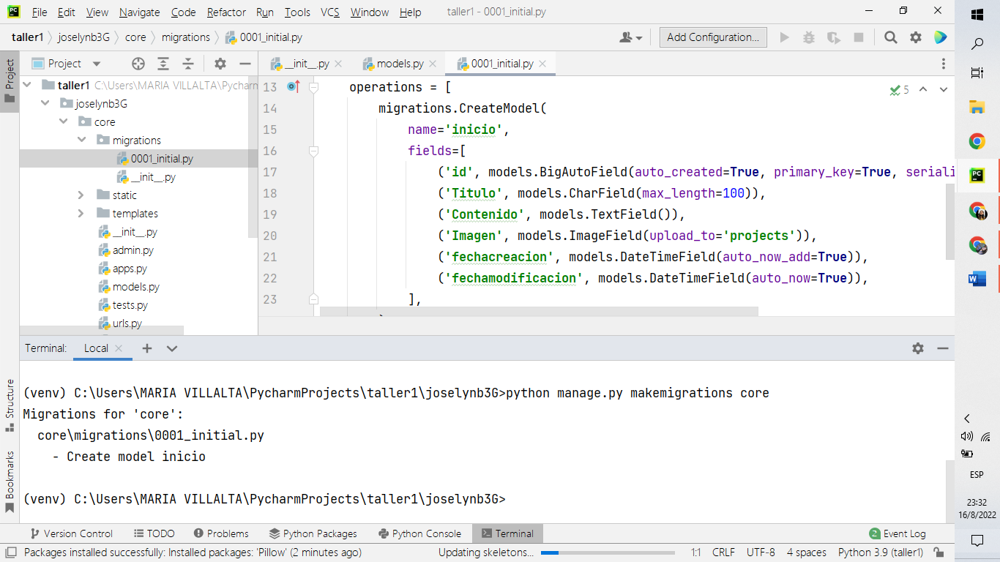 PC File Edit View Navigate Code Refactor Run Tools VCS Window Help taller1 - 0001_initial.py
taller1 joselynb3G core migrations 0001_initial.py Add Configuration...
Project
Project
__init__.py models.py 0001_initial.py
taller1 C:\Users\MARIA VILLALTA\Pycharm
joselynb3G
core
migrations
0001_initial.py
__init__.py
static
templates
__init__.py
admin.py
apps.py
models.py
tests.py
urls.py
5
13 operations = [
14 migrations.CreateModel(
15 name='inicio',
16 fields=[
17 ('id', models.BigAutoField(auto_created=True, primary_key=True, seriali
18 ('Titulo', models.CharField(max_length=100)),
19 ('Contenido', models.TextField()),
20 ('Imagen', models.ImageField(upload_to='projects')),
21 ('fechacreacion', models.DateTimeField(auto_now_add=True)),
22 ('fechamodificacion', models.DateTimeField(auto_now=True)),
23 ],
Terminal: Local
(venv) C:\Users\MARIA VILLALTA\PycharmProjects\taller1\joselynb3G>python manage.py makemigrations core
Migrations for 'core':
core\migrations\0001_initial.py
- Create model inicio
(venv) C:\Users\MARIA VILLALTA\PycharmProjects\taller1\joselynb3G>
Structure
Bookmarks
Version Control TODO Problems Python Packages Python Console Terminal 2 Event Log
Packages installed successfully: Installed packages: 'Pillow' (2 minutes ago) Updating skeletons... 1:1 CRLF UTF-8 4 spaces Python 3.9 (taller1)
PC
W
ESP
23:32
16/8/2022